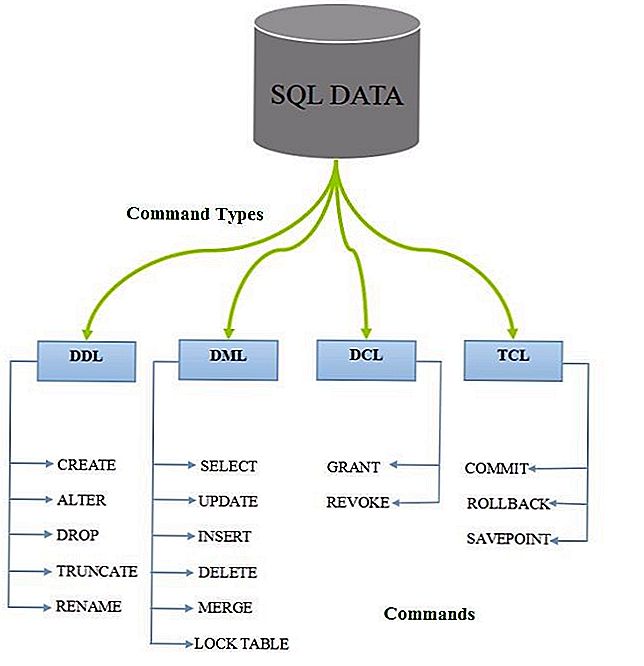 SQL DATA
Command Types
DDL
DML
DCL
TCL
CREATE
ALTER
DROP
TRUNCATE
RENAME
SELECT
UPDATE
INSERT
DELETE
MERGE
LOCK TABLE
GRANT
REVOKE
COMMIT
ROLLBACK
SAVEPOINT
Commands